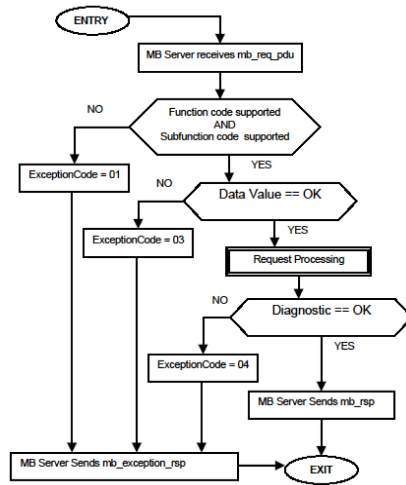 ENTRY
MB Server receives mb_req_pdu
NO
Function code supported
AND
Subfunction code supported
YES
ExceptionCode = 01
NO
Data Value == OK
YES
ExceptionCode = 03
Request Processing
NO
Diagnostic == OK
YES
ExceptionCode = 04
MB Server Sends mb_rsp
MB Server Sends mb_exception_rsp
EXIT